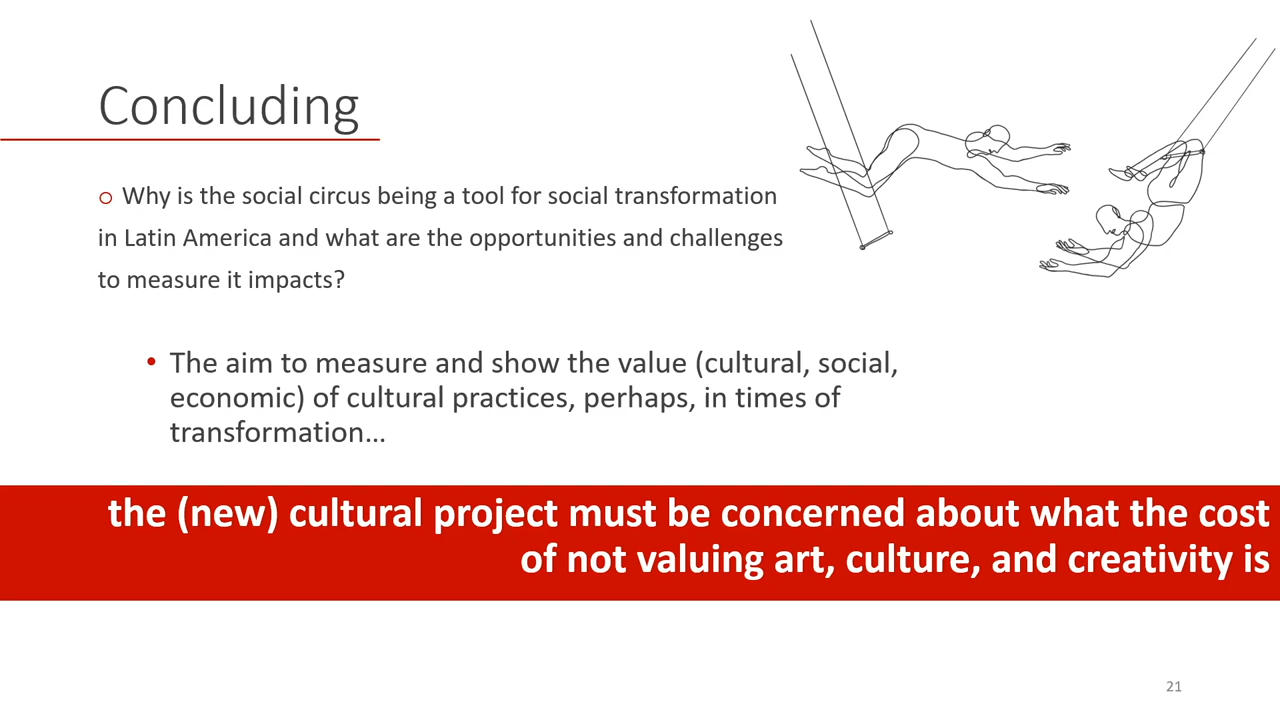 Concluding
o Why is the social circus being a tool for social transformation
in Latin America and what are the opportunities and challenges
to measure it impacts?
• The aim to measure and show the value (cultural, social,
economic) of cultural practices, perhaps, in times of
transformation…
the (new) cultural project must be concerned about what the cost
of not valuing art, culture, and creativity is
21